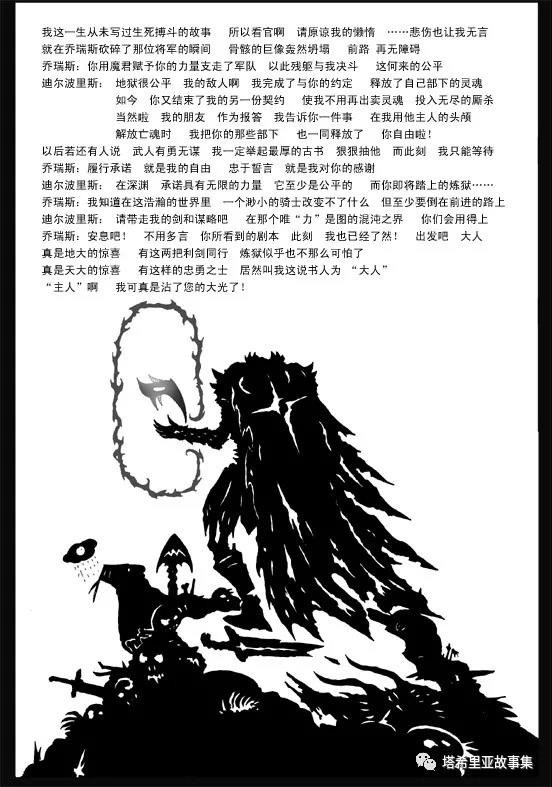 我这一生从未写过生死搏斗的故事 所以看官啊 请原谅我的懒惰 ……悲伤也让我无言
就在乔瑞斯砍碎了那位将军的瞬间 骨骸的巨像轰然坍塌 前路 再无障碍
乔瑞斯：你用魔君赋予你的力量支走了军队 以此残躯与我决斗 这何来的公平
迪尔波里斯： 地狱很公平 我的敌人啊 我完成了与你的约定 释放了自己部下的灵魂
如今 你又结束了我的另一份契约 使我不用再出卖灵魂 投入无尽的厮杀
当然啦 我的朋友 作为报答 我告诉你一件事 在我用他主人的头颅
解放亡魂时 我把你的那些部下 也一同释放了 你自由啦！
以后若还有人说 武人有勇无谋 我一定举起最厚的古书 狠狠抽他 而此刻 我只能等待
乔瑞斯：履行承诺 就是我的自由 忠于誓言 就是我对你的感谢
迪尔波里斯： 在深渊 承诺具有无限的力量 它至少是公平的 而你即将踏上的炼狱……
乔瑞斯：我知道在这浩瀚的世界里 一个渺小的骑士改变不了什么 但至少要倒在前进的路上
迪尔波里斯： 请带走我的剑和谋略吧 在那个唯“力”是图的混沌之界 你们会用得上
乔瑞斯：安息吧！ 不用多言 你所看到的剧本 此刻 我也已经了然！ 出发吧 大人
真是地大的惊喜 有这两把利剑同行 炼狱似乎也不那么可怕了
真是天大的惊喜 有这样的忠勇之士 居然叫我这说书人为 “大人”
“主人”啊 我可真是沾了您的大光了！
塔希里亚故事集